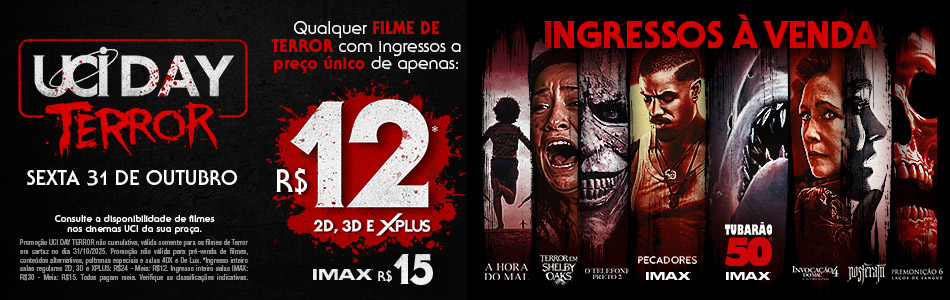 UCI DAY
TERROR
SEXTA 31 DE OUTUBRO
Consulte a disponibilidade de filmes
nos cinemas UCI da sua praça.
Promoção UCI DAY TERROR não cumulativa, válida somente para os filmes de Terror
em cartaz no dia 31/10/2025. Promoção não válida para pré-venda de filmes,
conteúdos alternativos, poltronas especiais e salas 4DX e De Lux. *Ingresso inteiro
salas regulares 2D, 3D e XPLUS: R$24 - Meia: R$12. Ingresso inteiro salas IMAX:
R$30 - Meia: R$15. Todos pagam meia. Verifique as classificações indicativas.
Qualquer FILME DE
TERROR com ingressos a
preço único de apenas:
R$ 12*
2D, 3D E XPLUS
IMAX R$ 15
INGRESSOS À VENDA
A HORA
DO MAL
TERROR EM
SHELBY
OAKS
O TELEFONE
PRETO 2
PECADORES
IMAX
TUBARÃO
50
IMAX
INVOCAÇÃO 4
DO MAL
nosferatu
PREMONIÇÃO 6
LAÇOS DE SANGUE